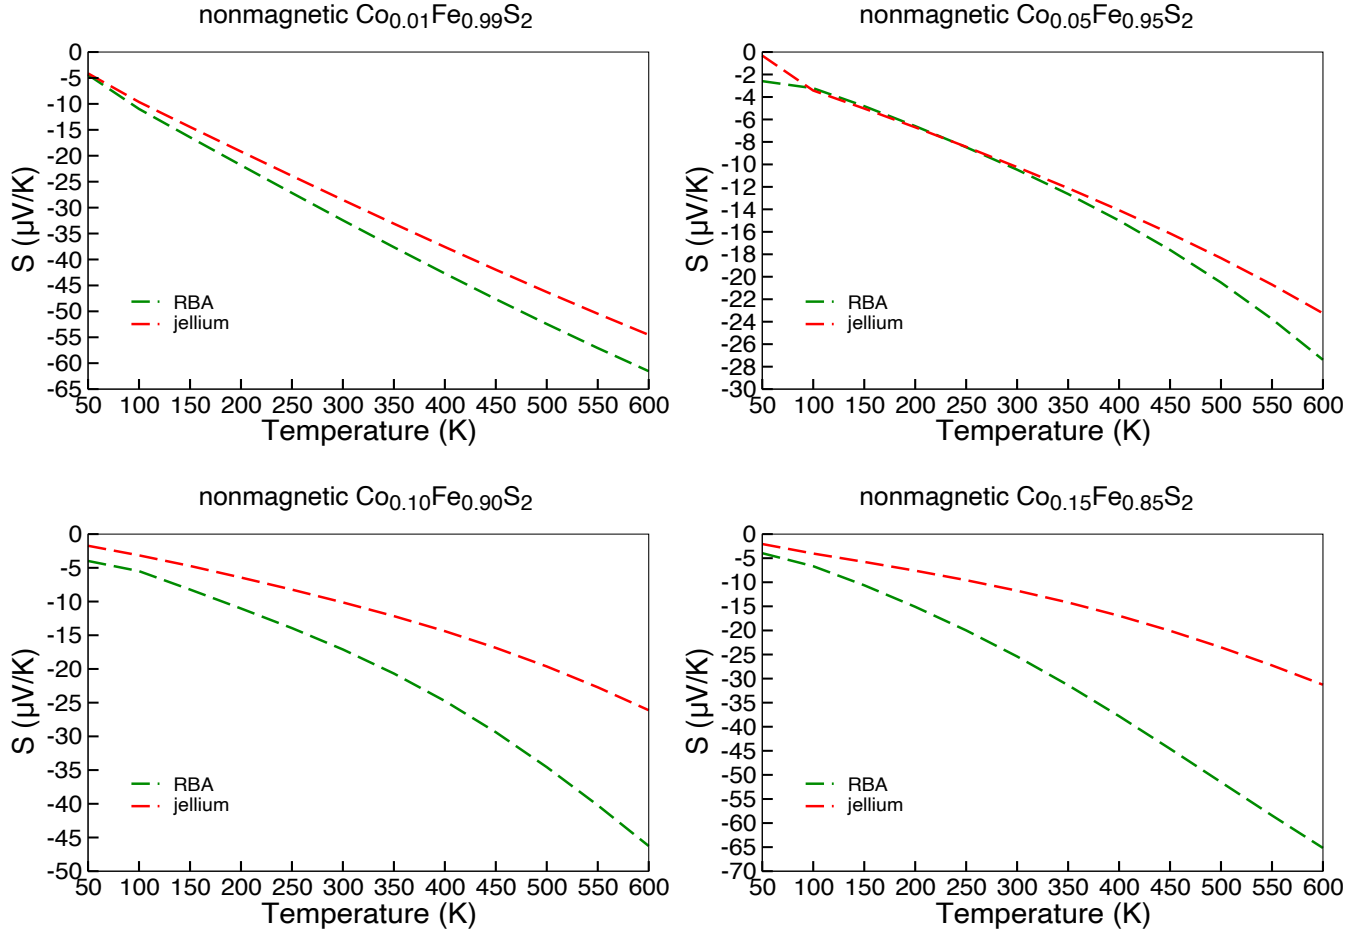 nonmagnetic Co0.01Fe0.99S2
0
-5
-10
-15
-20
-25
-30
-35
-40
-45
-50
-55
-60
-65
S (μV/K)
RBA
jellium
50 100 150 200 250 300 350 400 450 500 550 600
Temperature (K)
nonmagnetic Co0.05Fe0.95S2
0
-2
-4
-6
-8
-10
-12
-14
-16
-18
-20
-22
-24
-26
-28
-30
S (μV/K)
RBA
jellium
50 100 150 200 250 300 350 400 450 500 550 600
Temperature (K)
nonmagnetic Co0.10Fe0.90S2
0
-5
-10
-15
-20
-25
-30
-35
-40
-45
-50
S (μV/K)
RBA
jellium
50 100 150 200 250 300 350 400 450 500 550 600
Temperature (K)
nonmagnetic Co0.15Fe0.85S2
0
-5
-10
-15
-20
-25
-30
-35
-40
-45
-50
-55
-60
-65
-70
S (μV/K)
RBA
jellium
50 100 150 200 250 300 350 400 450 500 550 600
Temperature (K)